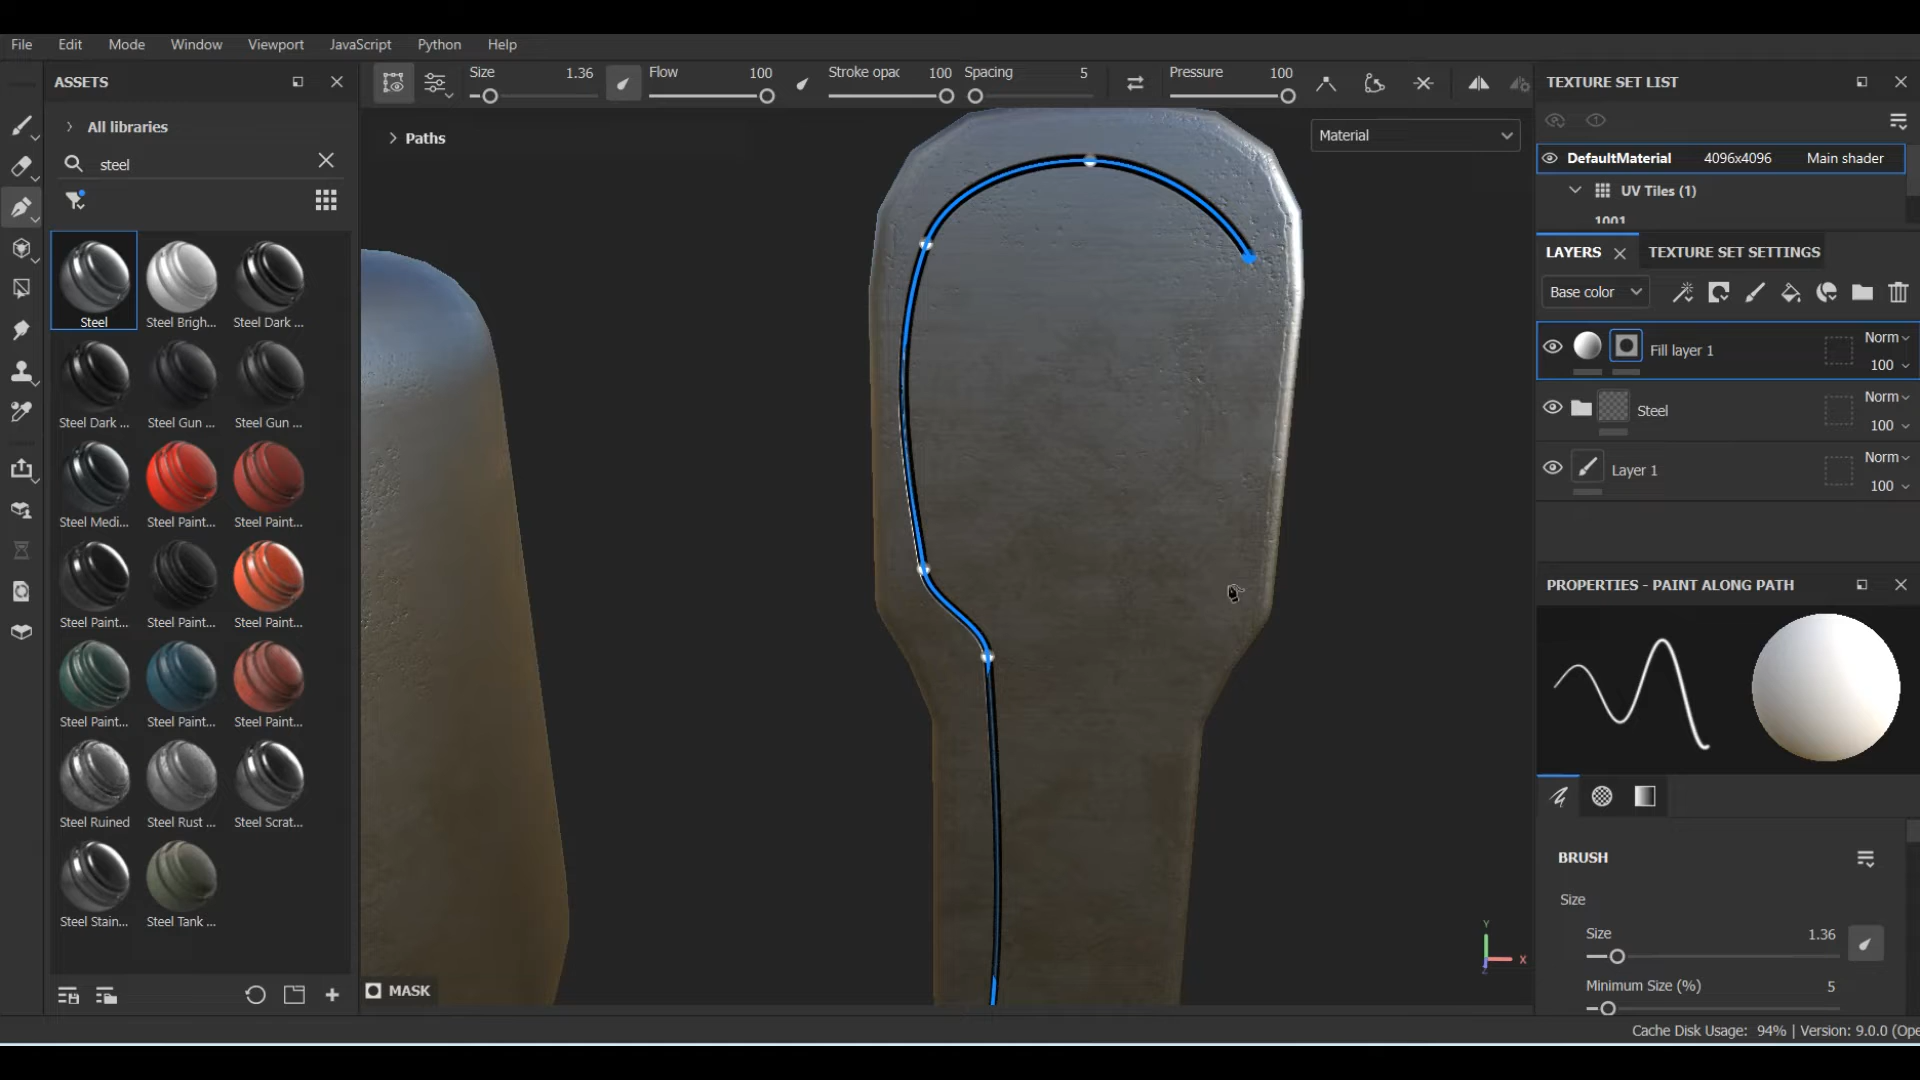 File Edit Mode Window Viewport JavaScript Python Help
ASSETS
All libraries
steel
Steel Steel Brigh... Steel Dark ...
Steel Dark ... Steel Gun ... Steel Gun ...
Steel Medi... Steel Paint... Steel Paint...
Steel Paint... Steel Paint... Steel Paint...
Steel Paint... Steel Paint... Steel Paint...
Steel Ruined Steel Rust ... Steel Scrat...
Steel Stain... Steel Tank ...
Size 1.36 Flow 100 Stroke opac 100 Spacing 5 Pressure 100
Paths
Material
MASK
Y
X
Z
TEXTURE SET LIST
DefaultMaterial 4096x4096 Main shader
UV Tiles (1)
1001
LAYERS TEXTURE SET SETTINGS
Base color
Fill layer 1 Norm 100
Steel Norm 100
Layer 1 Norm 100
PROPERTIES - PAINT ALONG PATH
BRUSH
Size
Size 1.36
Minimum Size (%) 5
Cache Disk Usage: 94% | Version: 9.0.0 (Ope